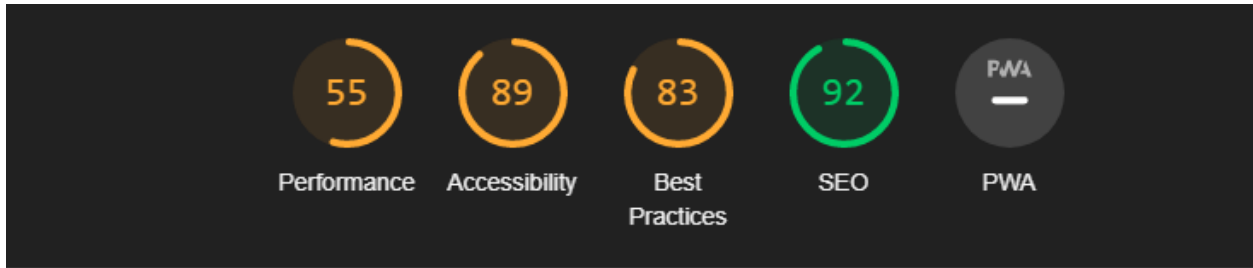 55
89
83
92
PWA
Performance
Accessibility
Best
Practices
SEO
PWA